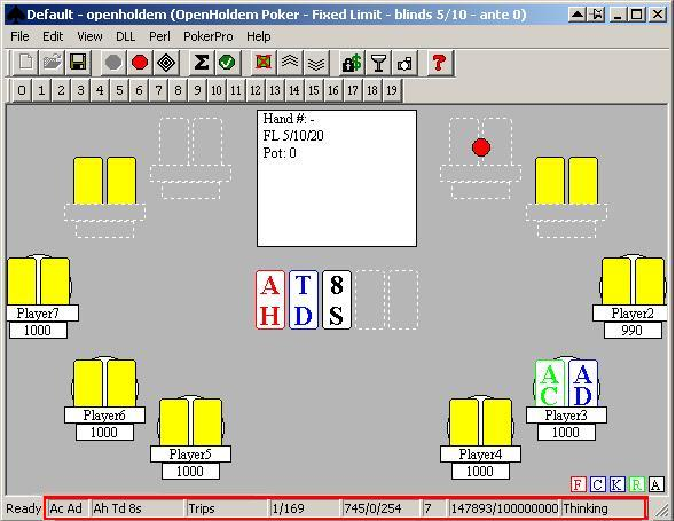 Default - openholdem (OpenHoldem Poker - Fixed Limit - blinds 5/10 - ante 0)
File Edit View DLL Perl PokerPro Help
Σ $ ?
0 1 2 3 4 5 6 7 8 9 10 11 12 13 14 15 16 17 18 19
Hand #: -
FL 5/10/20
Pot: 0
A T 8
H D S
Player7 Player2
1000 990
A A
C D
Player6 Player3
1000 1000
Player5 Player4
1000 1000
F C K R A
Ready Ac Ad Ah Td 8s Trips 1/169 745/0/254 7 147893/100000000 Thinking